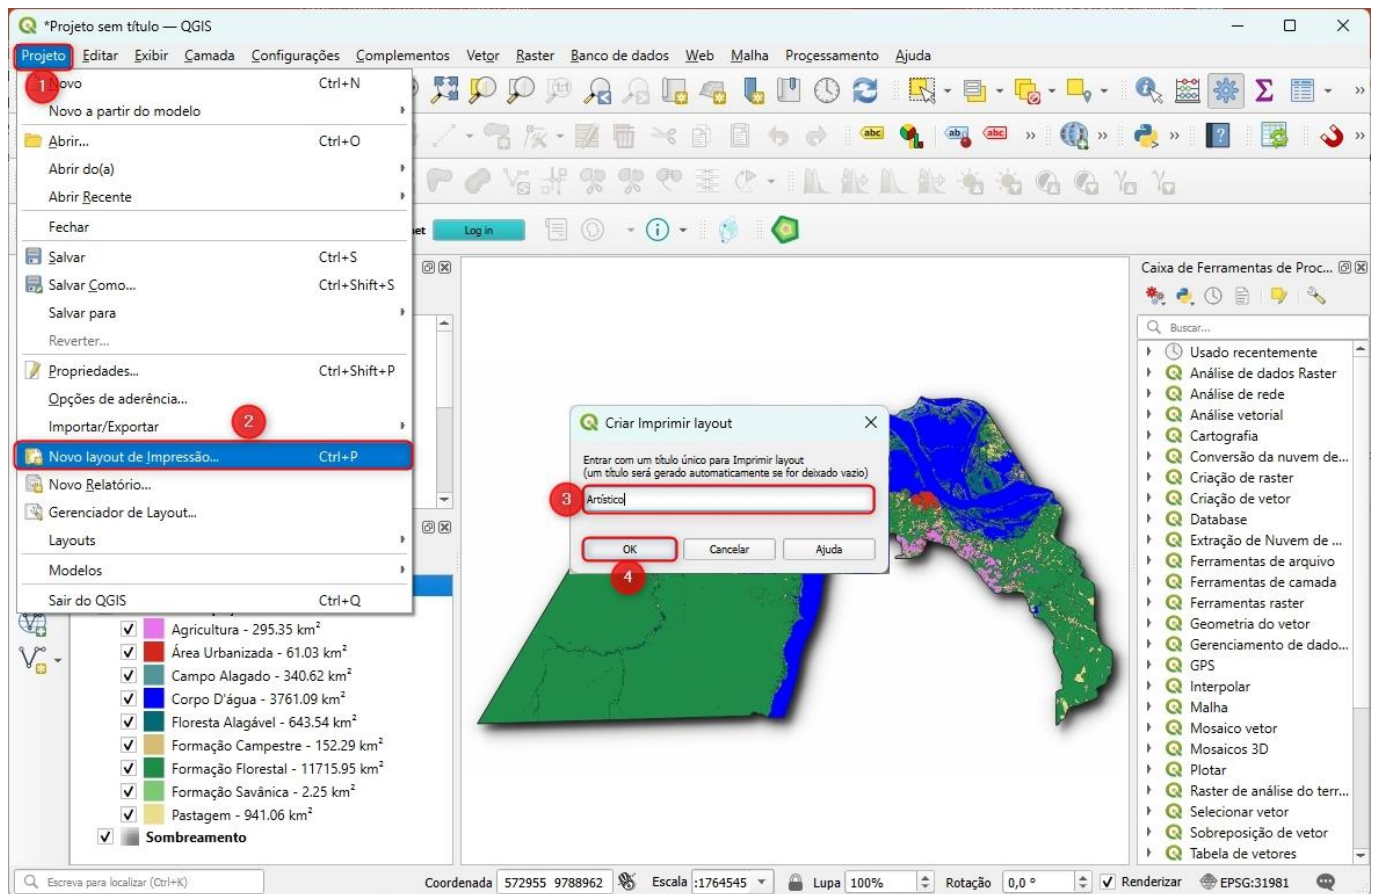 *Projeto sem título — QGIS
Projeto Editar Exibir Camada Configurações Complementos Vetor Raster Banco de dados Web Malha Processamento Ajuda
1
Novo Ctrl+N
Novo a partir do modelo
Abrir... Ctrl+O
Abrir do(a)
Abrir Recente
Fechar
Salvar Ctrl+S
Salvar Como... Ctrl+Shift+S
Salvar para
Reverter...
Propriedades... Ctrl+Shift+P
Opções de aderência...
Importar/Exportar
2
Novo layout de Impressão... Ctrl+P
Novo Relatório...
Gerenciador de Layout...
Layouts
Modelos
Sair do QGIS Ctrl+Q
abc
ab
abc
et Log in
Criar Imprimir layout
Entrar com um título único para Imprimir layout
(um título será gerado automaticamente se for deixado vazio)
3
Artístico
OK Cancelar Ajuda
4
Agricultura - 295.35 km²
Área Urbanizada - 61.03 km²
Campo Alagado - 340.62 km²
Corpo D'água - 3761.09 km²
Floresta Alagável - 643.54 km²
Formação Campestre - 152.29 km²
Formação Florestal - 11715.95 km²
Formação Savânica - 2.25 km²
Pastagem - 941.06 km²
Sombreamento
Caixa de Ferramentas de Proc...
Buscar...
Usado recentemente
Análise de dados Raster
Análise de rede
Análise vetorial
Cartografia
Conversão da nuvem de...
Criação de raster
Criação de vetor
Database
Extração de Nuvem de ...
Ferramentas de arquivo
Ferramentas de camada
Ferramentas raster
Geometria do vetor
Gerenciamento de dado...
GPS
Interpolar
Malha
Mosaico vetor
Mosaicos 3D
Plotar
Raster de análise do terr...
Selecionar vetor
Sobreposição de vetor
Tabela de vetores
Escreva para localizar (Ctrl+K) Coordenada 572955 9788962 Escala :1764545 Lupa 100% Rotação 0,0 ° Renderizar EPSG:31981